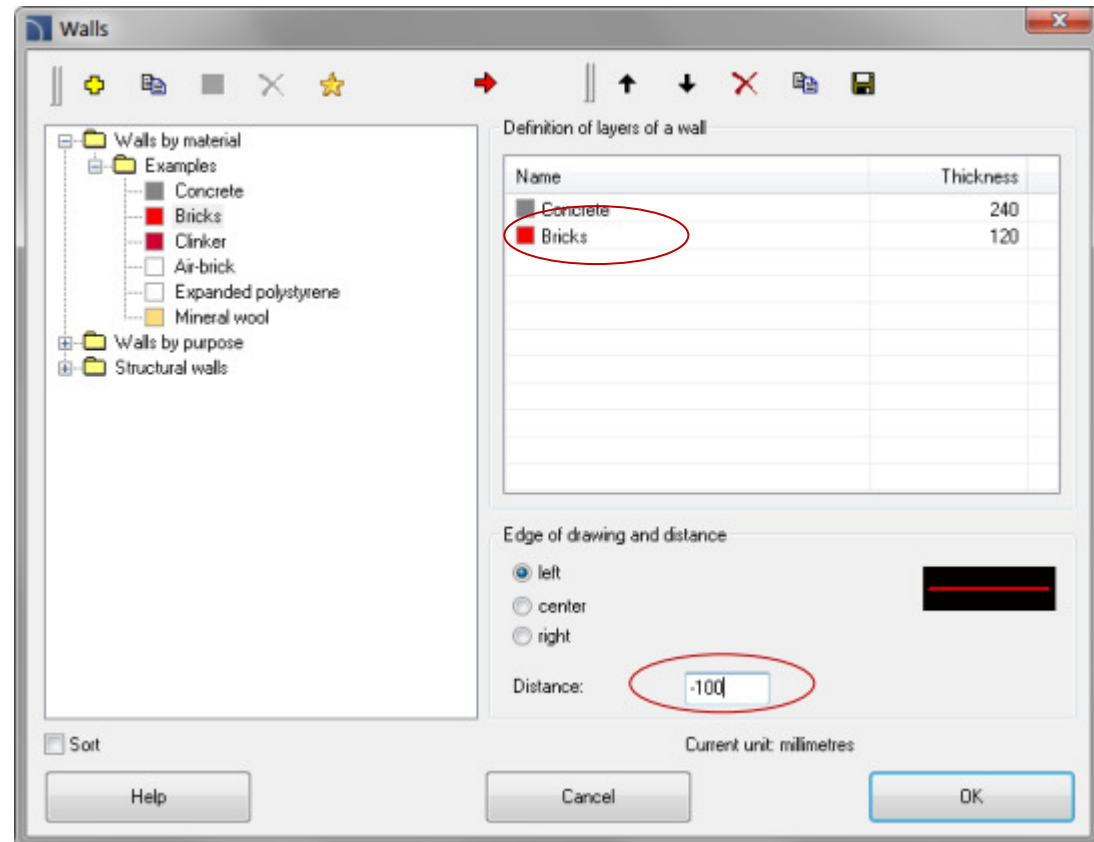 Walls
Walls by material
Examples
Concrete
Bricks
Clinker
Air-brick
Expanded polystyrene
Mineral wool
Walls by purpose
Structural walls
Sort
Definition of layers of a wall
Name Thickness
Concrete 240
Bricks 120
Edge of drawing and distance
left
center
right
Distance: -100
Current unit: millimetres
Help Cancel OK